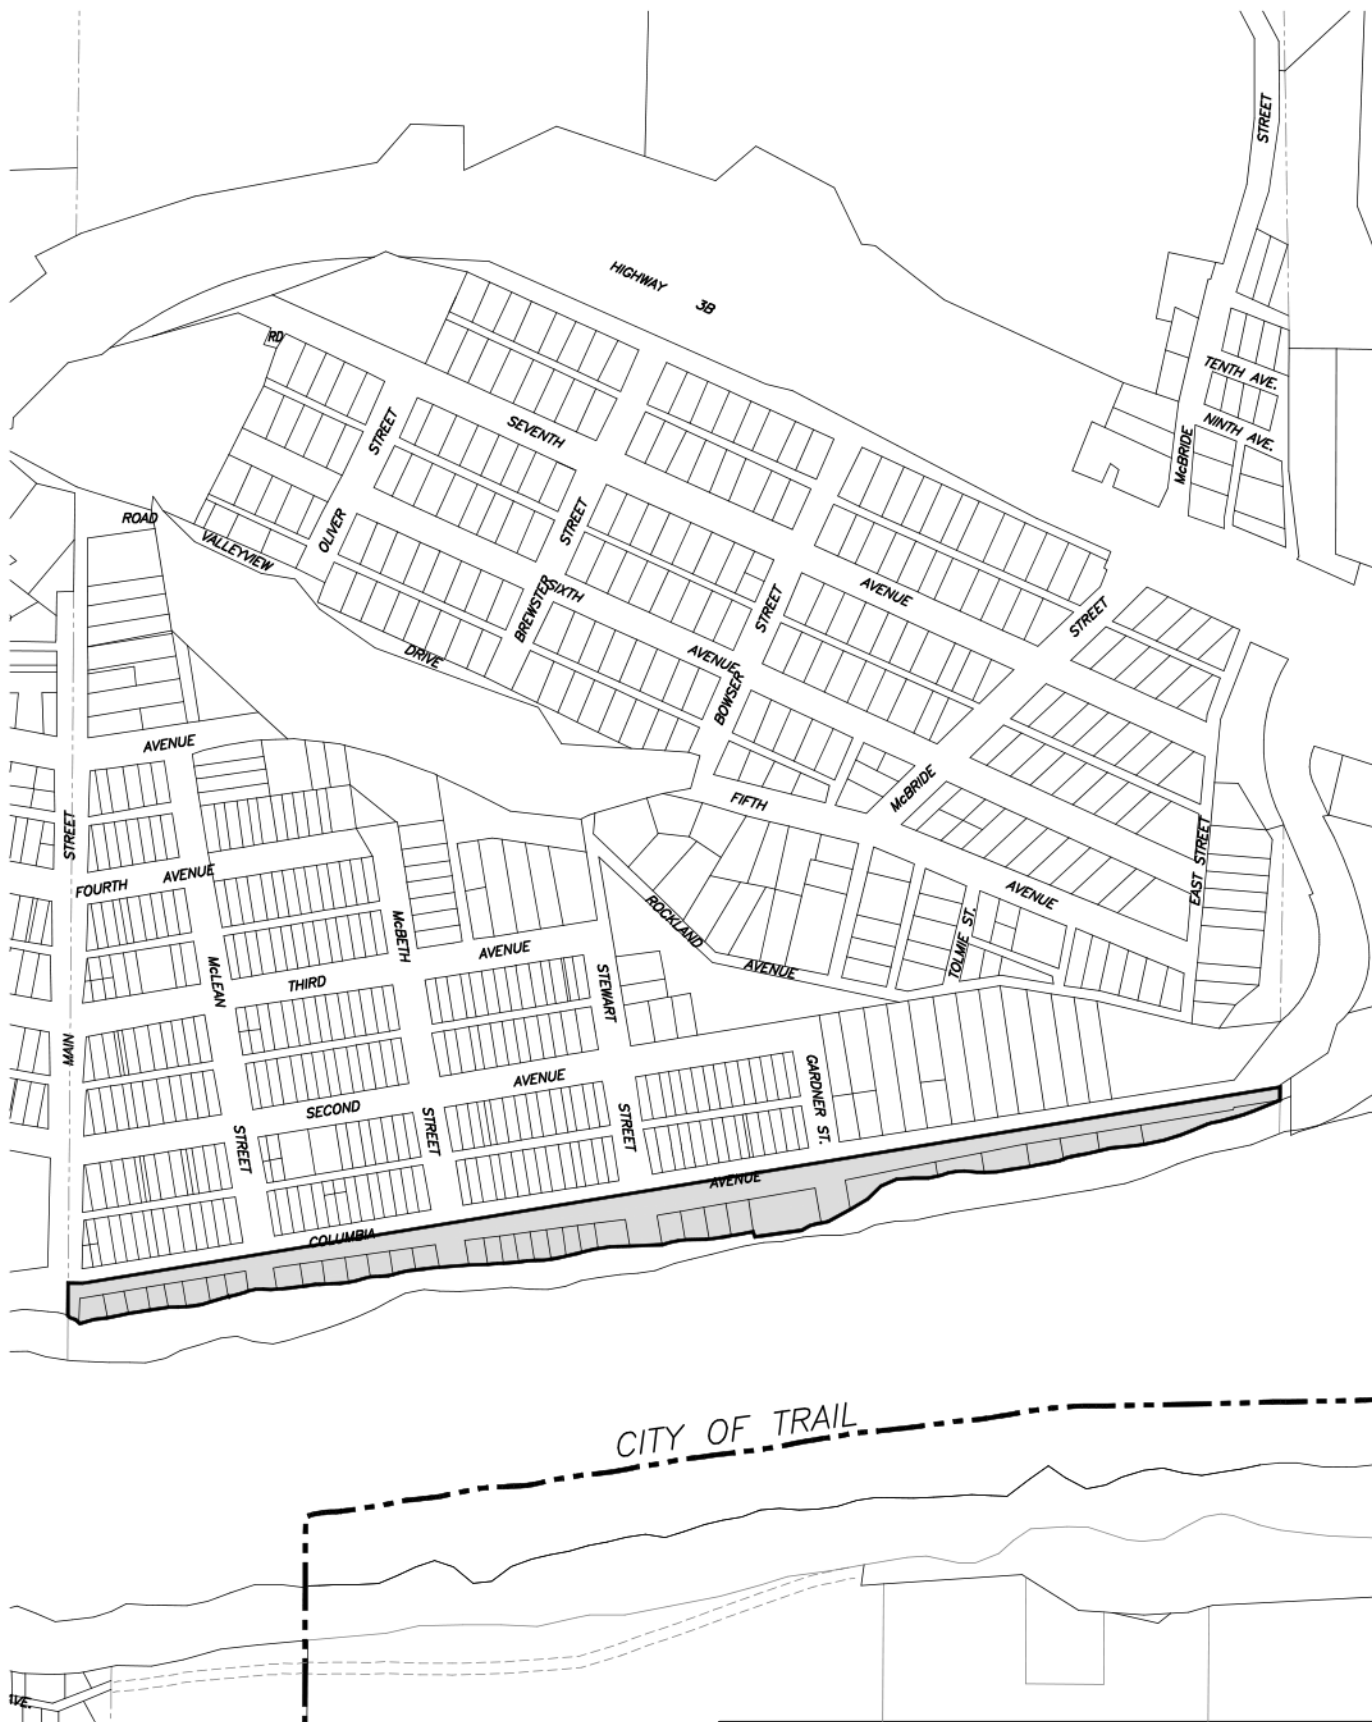 STREET
HIGHWAY 3B
RD
TENTH AVE.
NINTH AVE.
McBRIDE
STREET
SEVENTH
ROAD
VALLEYVIEW
OLIVER
STREET
BREWSTER
SIXTH
AVENUE
STREET
STREET
DRIVE
AVENUE
BOWSER
AVENUE
McBRIDE
FIFTH
STREET
EAST STREET
FOURTH AVENUE
AVENUE
ROCKLAND
McBETH
AVENUE
TOLMIE ST.
AVENUE
McLEAN
THIRD
STEWART
MAIN
AVENUE
GARDNER ST.
SECOND
STREET
STREET
STREET
AVENUE
COLUMBIA
CITY OF TRAIL
VE.